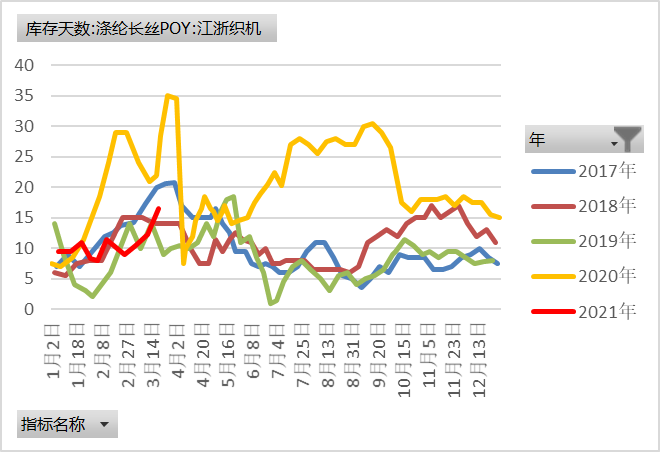 库存天数:涤纶长丝POY:江浙织机
40
35
30
25
20
15
10
5
0
1月2日
1月18日
2月8日
2月27日
3月14日
4月2日
4月20日
5月11日
5月29日
6月18日
7月4日
7月25日
8月13日
8月31日
9月20日
10月15日
11月5日
11月23日
12月13日
年
2017年
2018年
2019年
2020年
2021年
指标名称